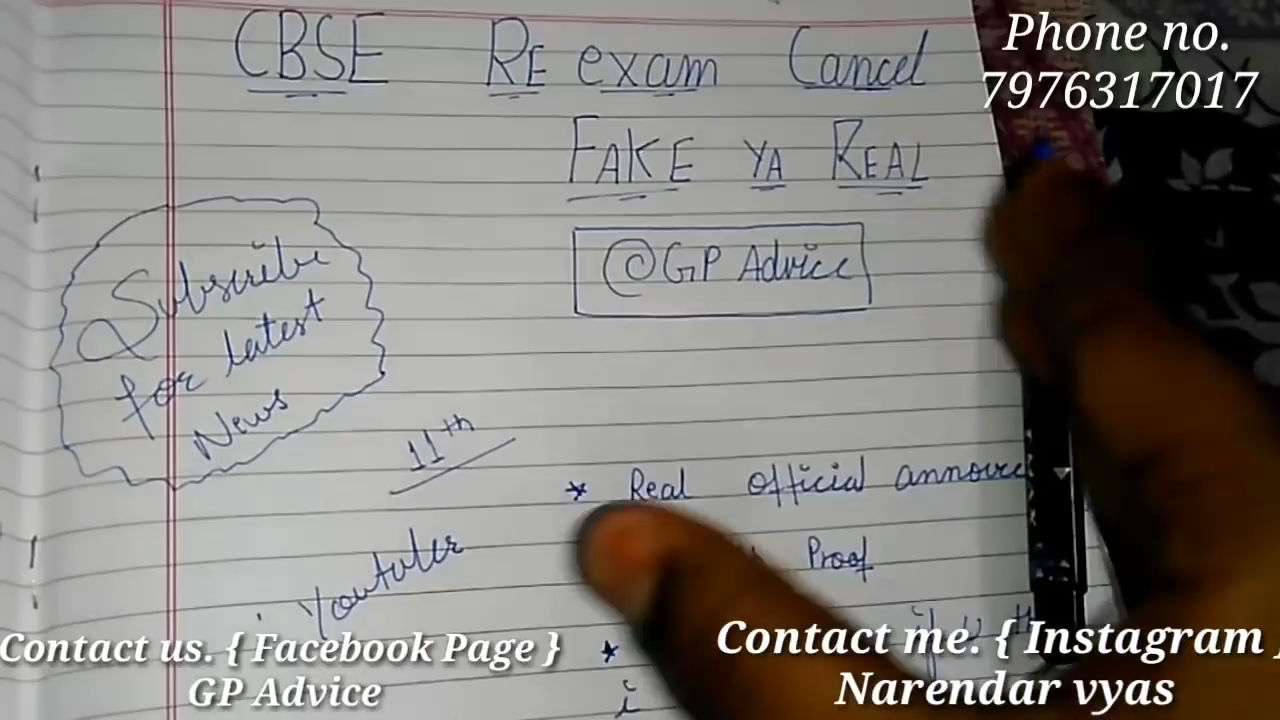 CBSE RE exam Cancel
FAKE YA REAL
@GP Advice
Subscribe
for latest
News
11th
* Real official
Proof
Youtuber
*
i
Phone no.
7976317017
Contact us. { Facebook Page }
GP Advice
Contact me. { Instagram }
Narendar vyas